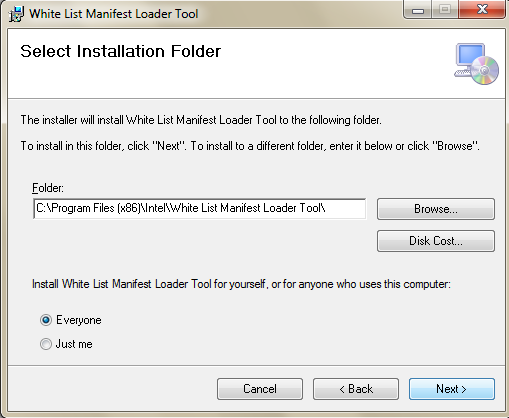 White List Manifest Loader Tool
Select Installation Folder
The installer will install White List Manifest Loader Tool to the following folder.
To install in this folder, click "Next". To install to a different folder, enter it below or click "Browse".
Folder:
C:\Program Files (x86)\Intel\White List Manifest Loader Tool\
Browse...
Disk Cost...
Install White List Manifest Loader Tool for yourself, or for anyone who uses this computer:
Everyone
Just me
Cancel
< Back
Next >